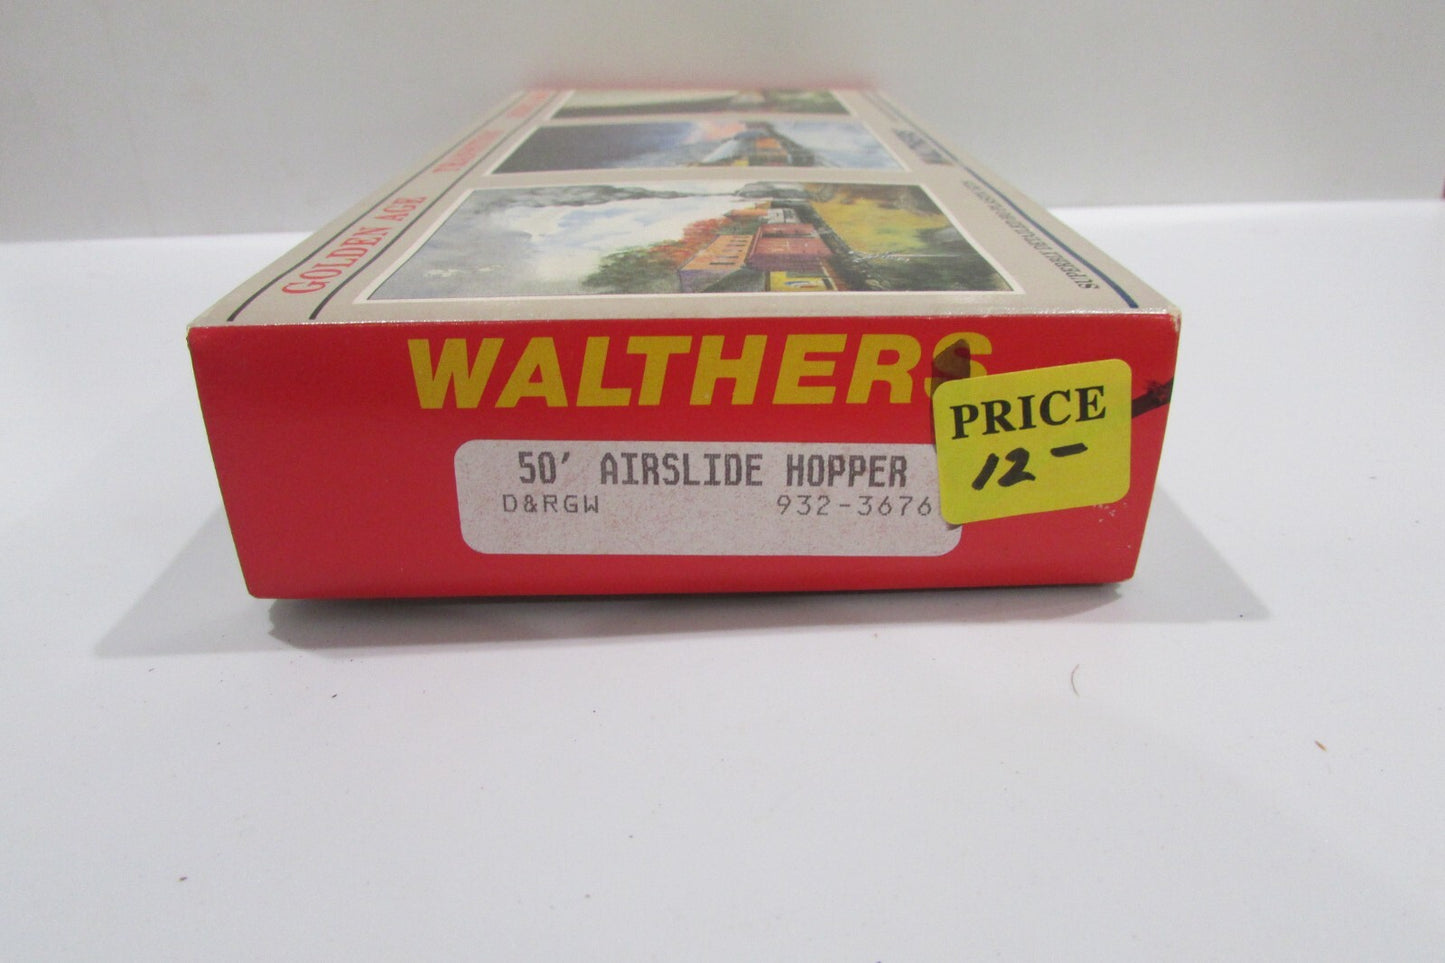 GOLDEN AGE
WALTHERS
PRICE
12-
50' AIRSLIDE HOPPER
D&RGW 932-3676